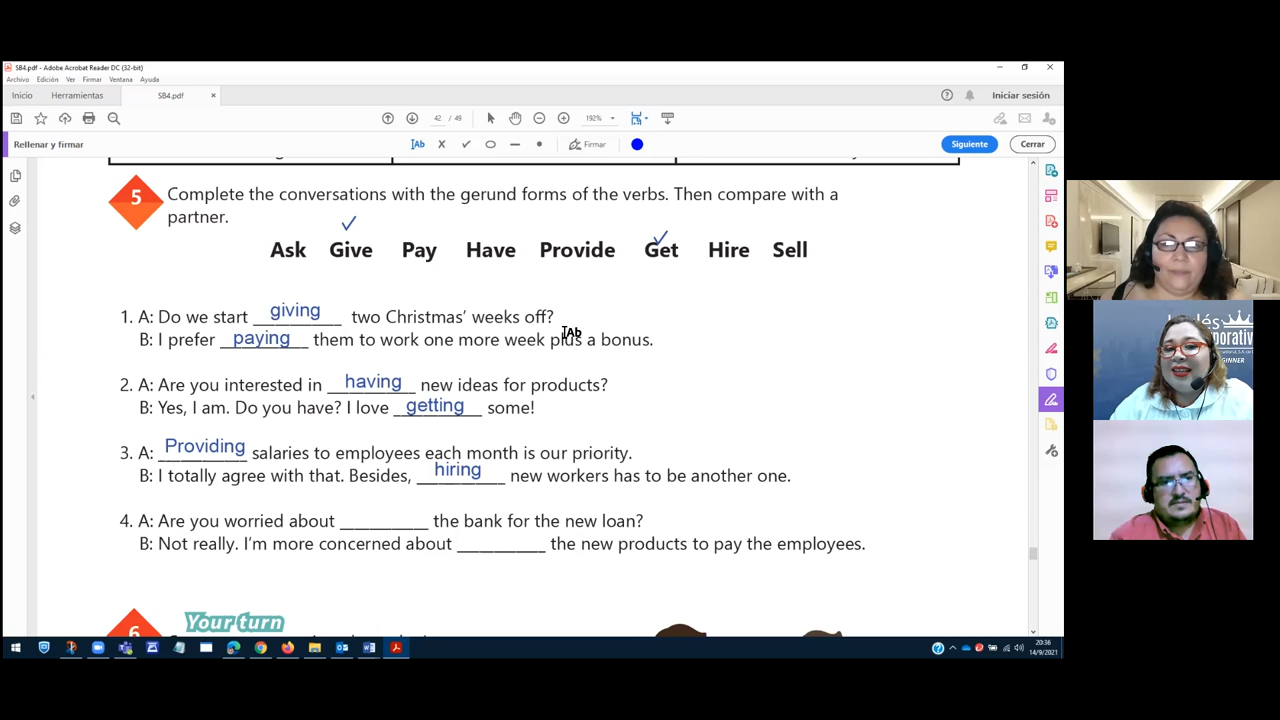 SB4.pdf - Adobe Acrobat Reader DC (32-bit)
Archivo Edición Ver Firmar Ventana Ayuda
Inicio Herramientas SB4.pdf × Iniciar sesión
42 / 49 192%
Rellenar y firmar Ab Firmar Siguiente Cerrar
5 Complete the conversations with the gerund forms of the verbs. Then compare with a
partner.
Ask Give Pay Have Provide Get Hire Sell
1. A: Do we start giving two Christmas' weeks off?
B: I prefer paying them to work one more week plus a bonus.
2. A: Are you interested in having new ideas for products?
B: Yes, I am. Do you have? I love getting some!
3. A: Providing salaries to employees each month is our priority.
B: I totally agree with that. Besides, hiring new workers has to be another one.
4. A: Are you worried about __________ the bank for the new loan?
B: Not really. I'm more concerned about __________ the new products to pay the employees.
6 Your turn
20:36
14/9/2021